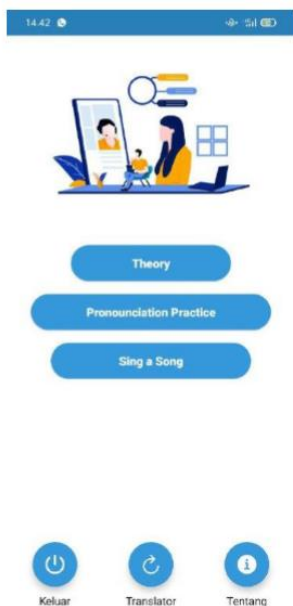 14.42
Theory
Pronounciation Practice
Sing a Song
Keluar Translator Tentang